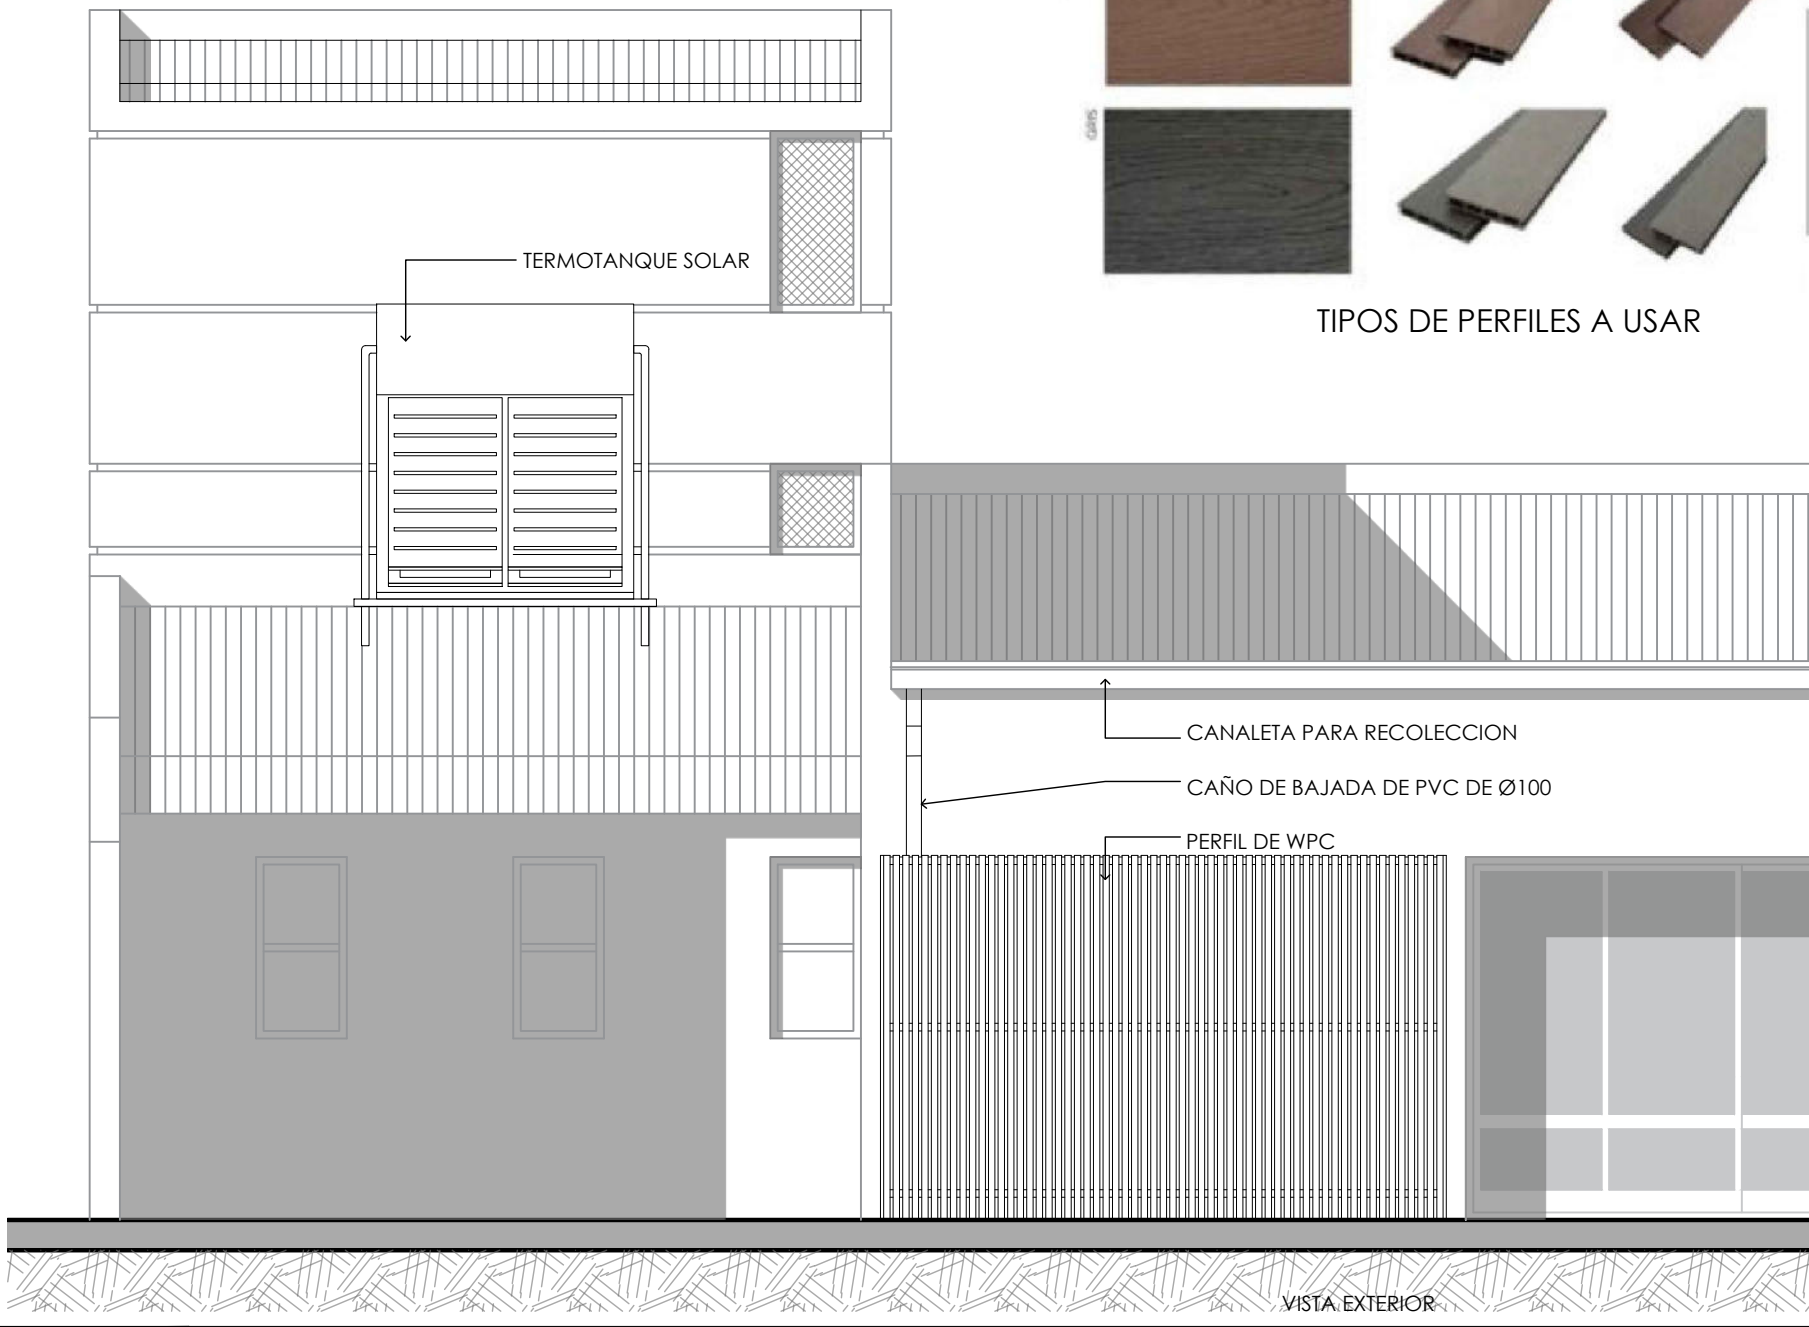 GRIS
TIPOS DE PERFILES A USAR
TERMOTANQUE SOLAR
CANALETA PARA RECOLECCION
CAÑO DE BAJADA DE PVC DE Ø100
PERFIL DE WPC
VISTA EXTERIOR